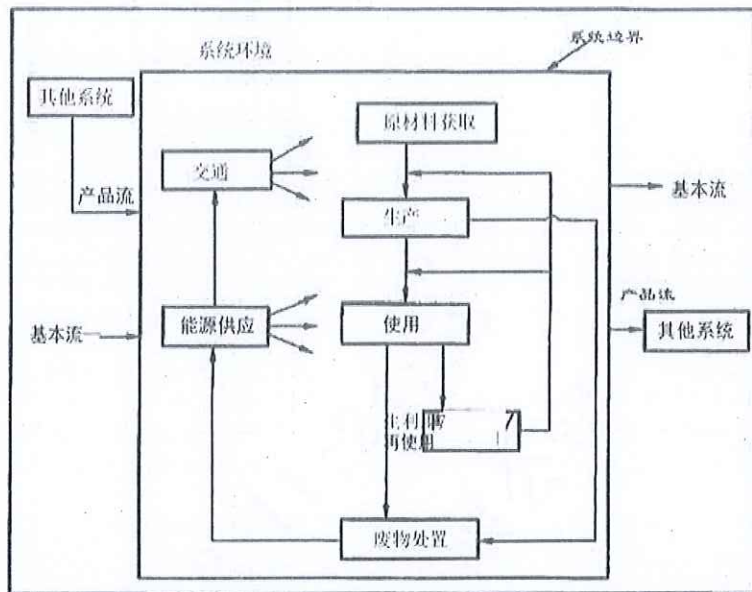 系统环境
系统边界
其他系统
原材料获取
交通
产品流
基本流
生产
产品流
能源供应
使用
基本流
其他系统
再使用
废物处置